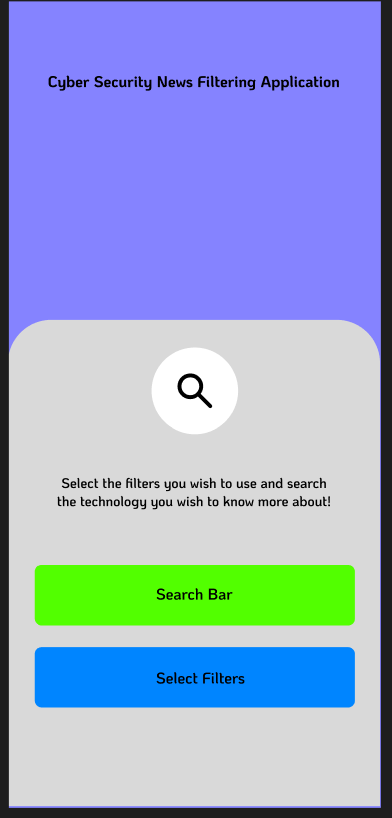 Cyber Security News Filtering Application
Select the filters you wish to use and search
the technology you wish to know more about!
Search Bar
Select Filters